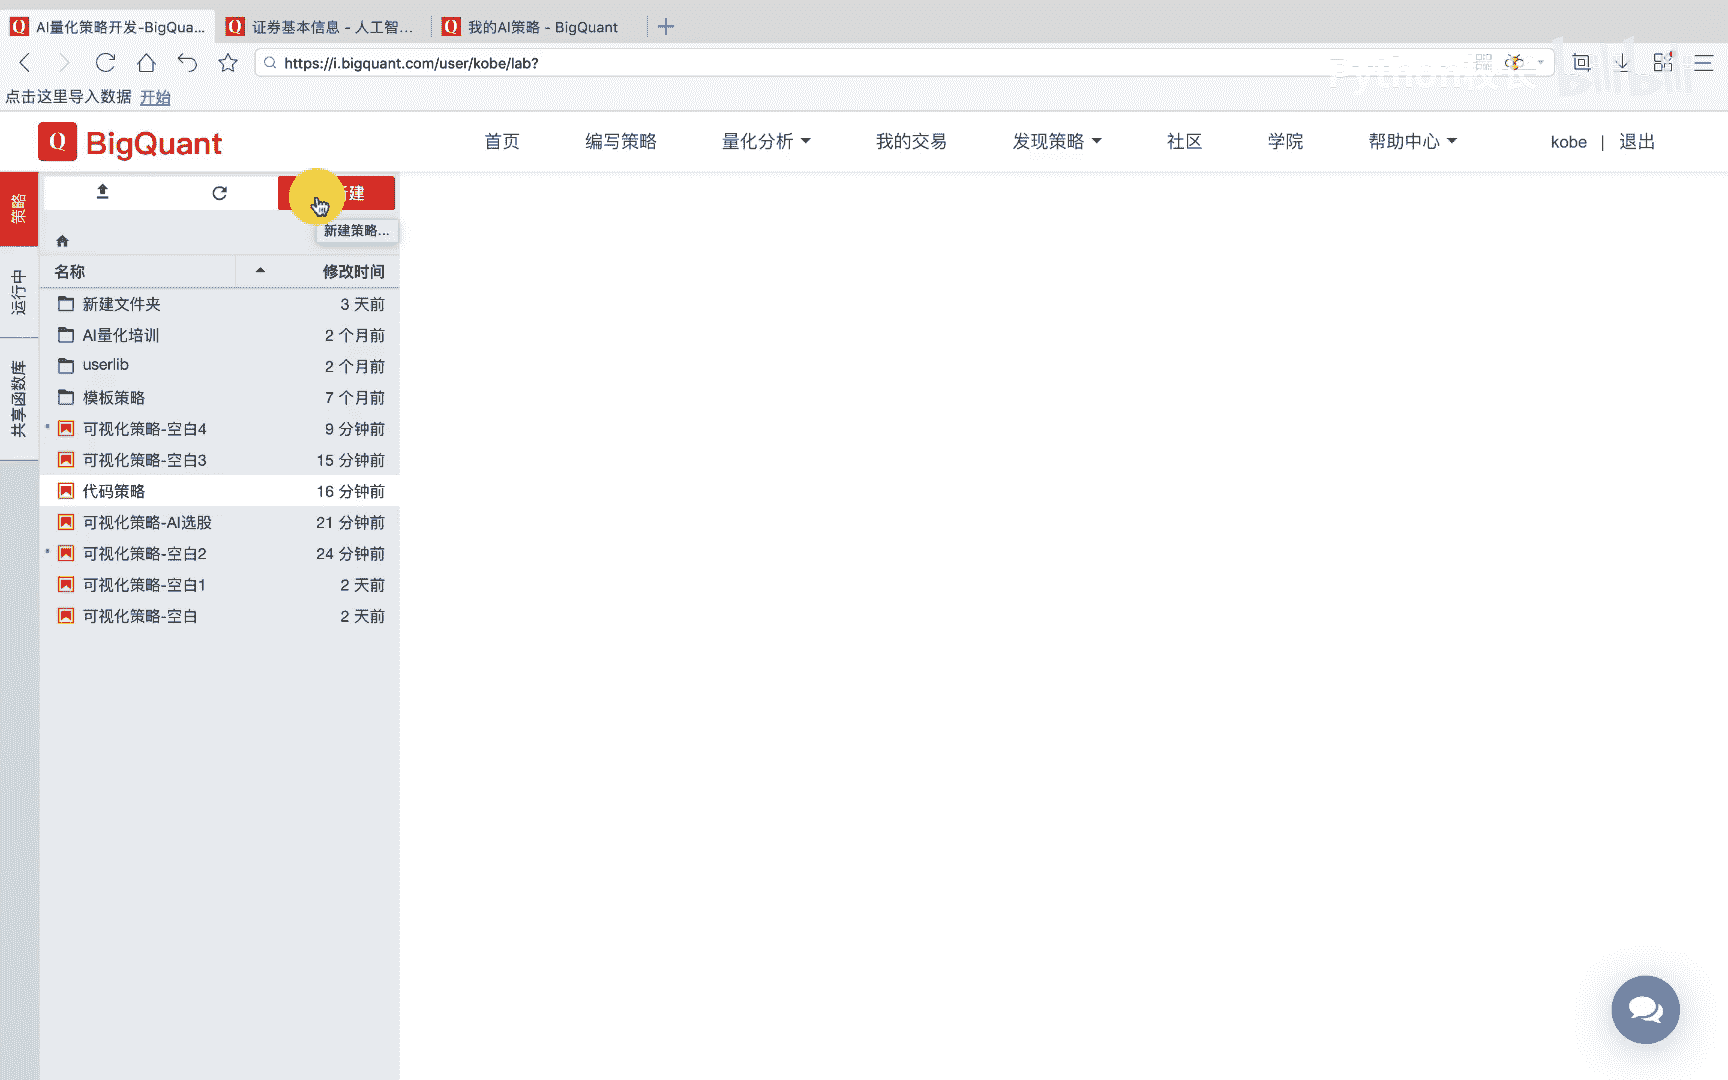 AI量化策略开发-BigQua...
证券基本信息 - 人工智...
我的AI策略 - BigQuant
https://i.bigquant.com/user/kobe/lab?
点击这里导入数据 开始
BigQuant
首页
编写策略
量化分析
我的交易
发现策略
社区
学院
帮助中心
kobe | 退出
策略
运行中
共享函数库
建
新建策略...
名称 修改时间
新建文件夹 3 天前
AI量化培训 2 个月前
userlib 2 个月前
模板策略 7 个月前
可视化策略-空白4 9 分钟前
可视化策略-空白3 15 分钟前
代码策略 16 分钟前
可视化策略-AI选股 21 分钟前
可视化策略-空白2 24 分钟前
可视化策略-空白1 2 天前
可视化策略-空白 2 天前